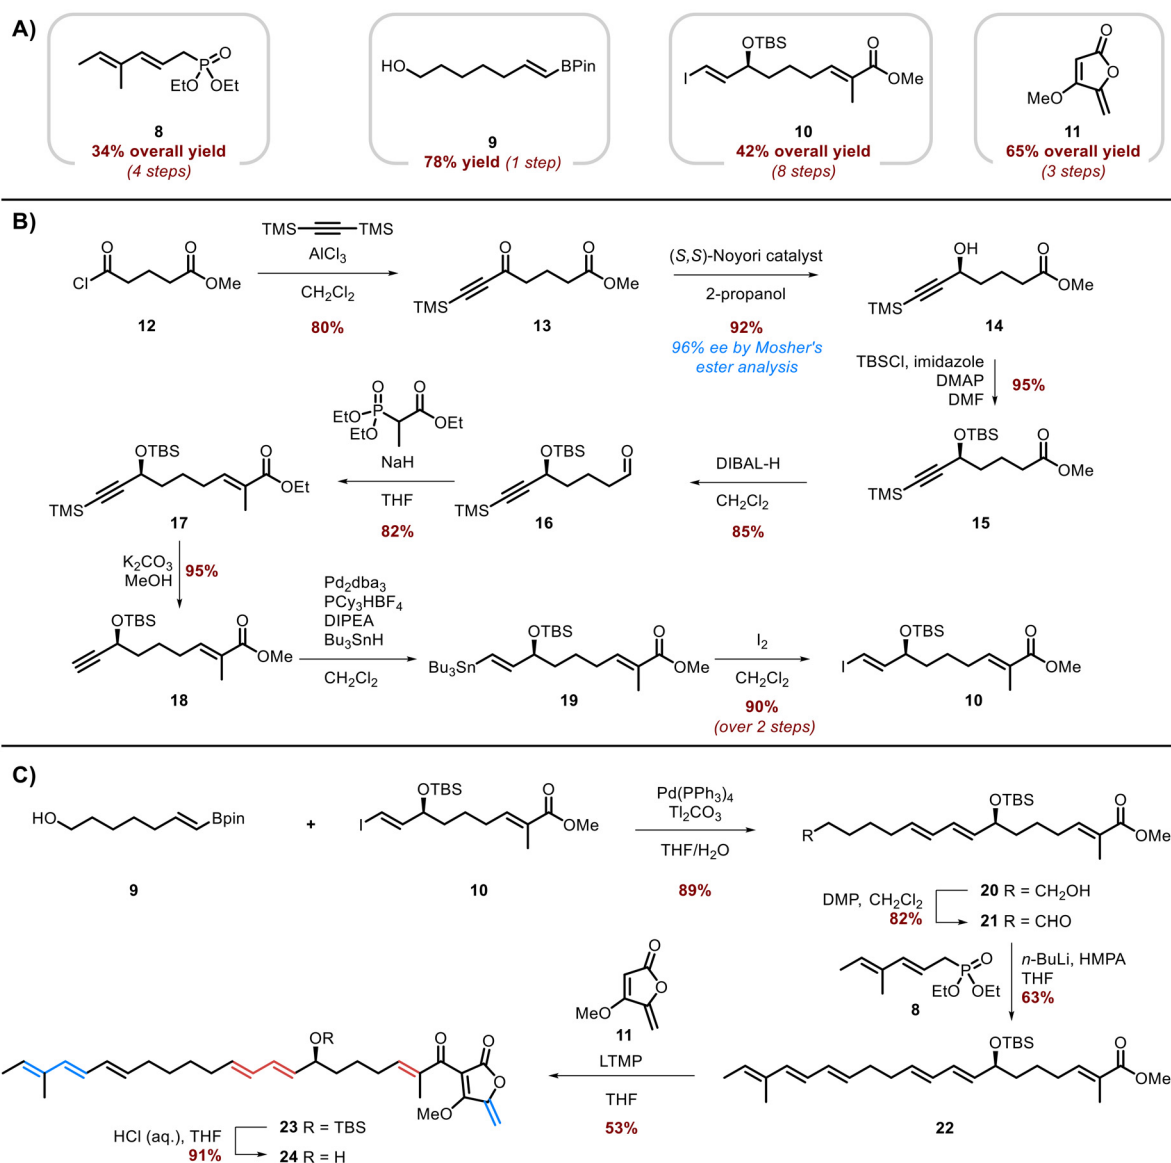 A)
P
O
EtO OEt
8
34% overall yield
(4 steps)
HO
BPin
9
78% yield (1 step)
OTBS
I
O
OMe
10
42% overall yield
(8 steps)
O
O
MeO
11
65% overall yield
(3 steps)
B)
O
Cl
O
OMe
12
TMS TMS
AlCl3
CH2Cl2
80%
O
O
TMS
OMe
13
(S,S)-Noyori catalyst
2-propanol
92%
96% ee by Mosher's
ester analysis
OH
O
TMS
OMe
14
TBSCl, imidazole
DMAP
DMF
95%
OTBS
O
TMS
OMe
15
DIBAL-H
CH2Cl2
85%
OTBS
O
TMS
16
O O
EtO P OEt
EtO
NaH
THF
82%
OTBS
O
TMS
OEt
17
K2CO3
MeOH
95%
OTBS
O
OMe
18
Pd2dba3
PCy3HBF4
DIPEA
Bu3SnH
CH2Cl2
OTBS
O
Bu3Sn
OMe
19
I2
CH2Cl2
90%
(over 2 steps)
OTBS
O
I
OMe
10
C)
HO
Bpin
9
+
OTBS
O
I
OMe
10
Pd(PPh3)4
Tl2CO3
THF/H2O
89%
OTBS
O
R
OMe
20 R = CH2OH
21 R = CHO
DMP, CH2Cl2
82%
P
O
EtO OEt
8
n-BuLi, HMPA
THF
63%
OTBS
O
OMe
22
O
O
MeO
11
LTMP
THF
53%
OR
O
O
O
MeO
23 R = TBS
24 R = H
HCl (aq.), THF
91%